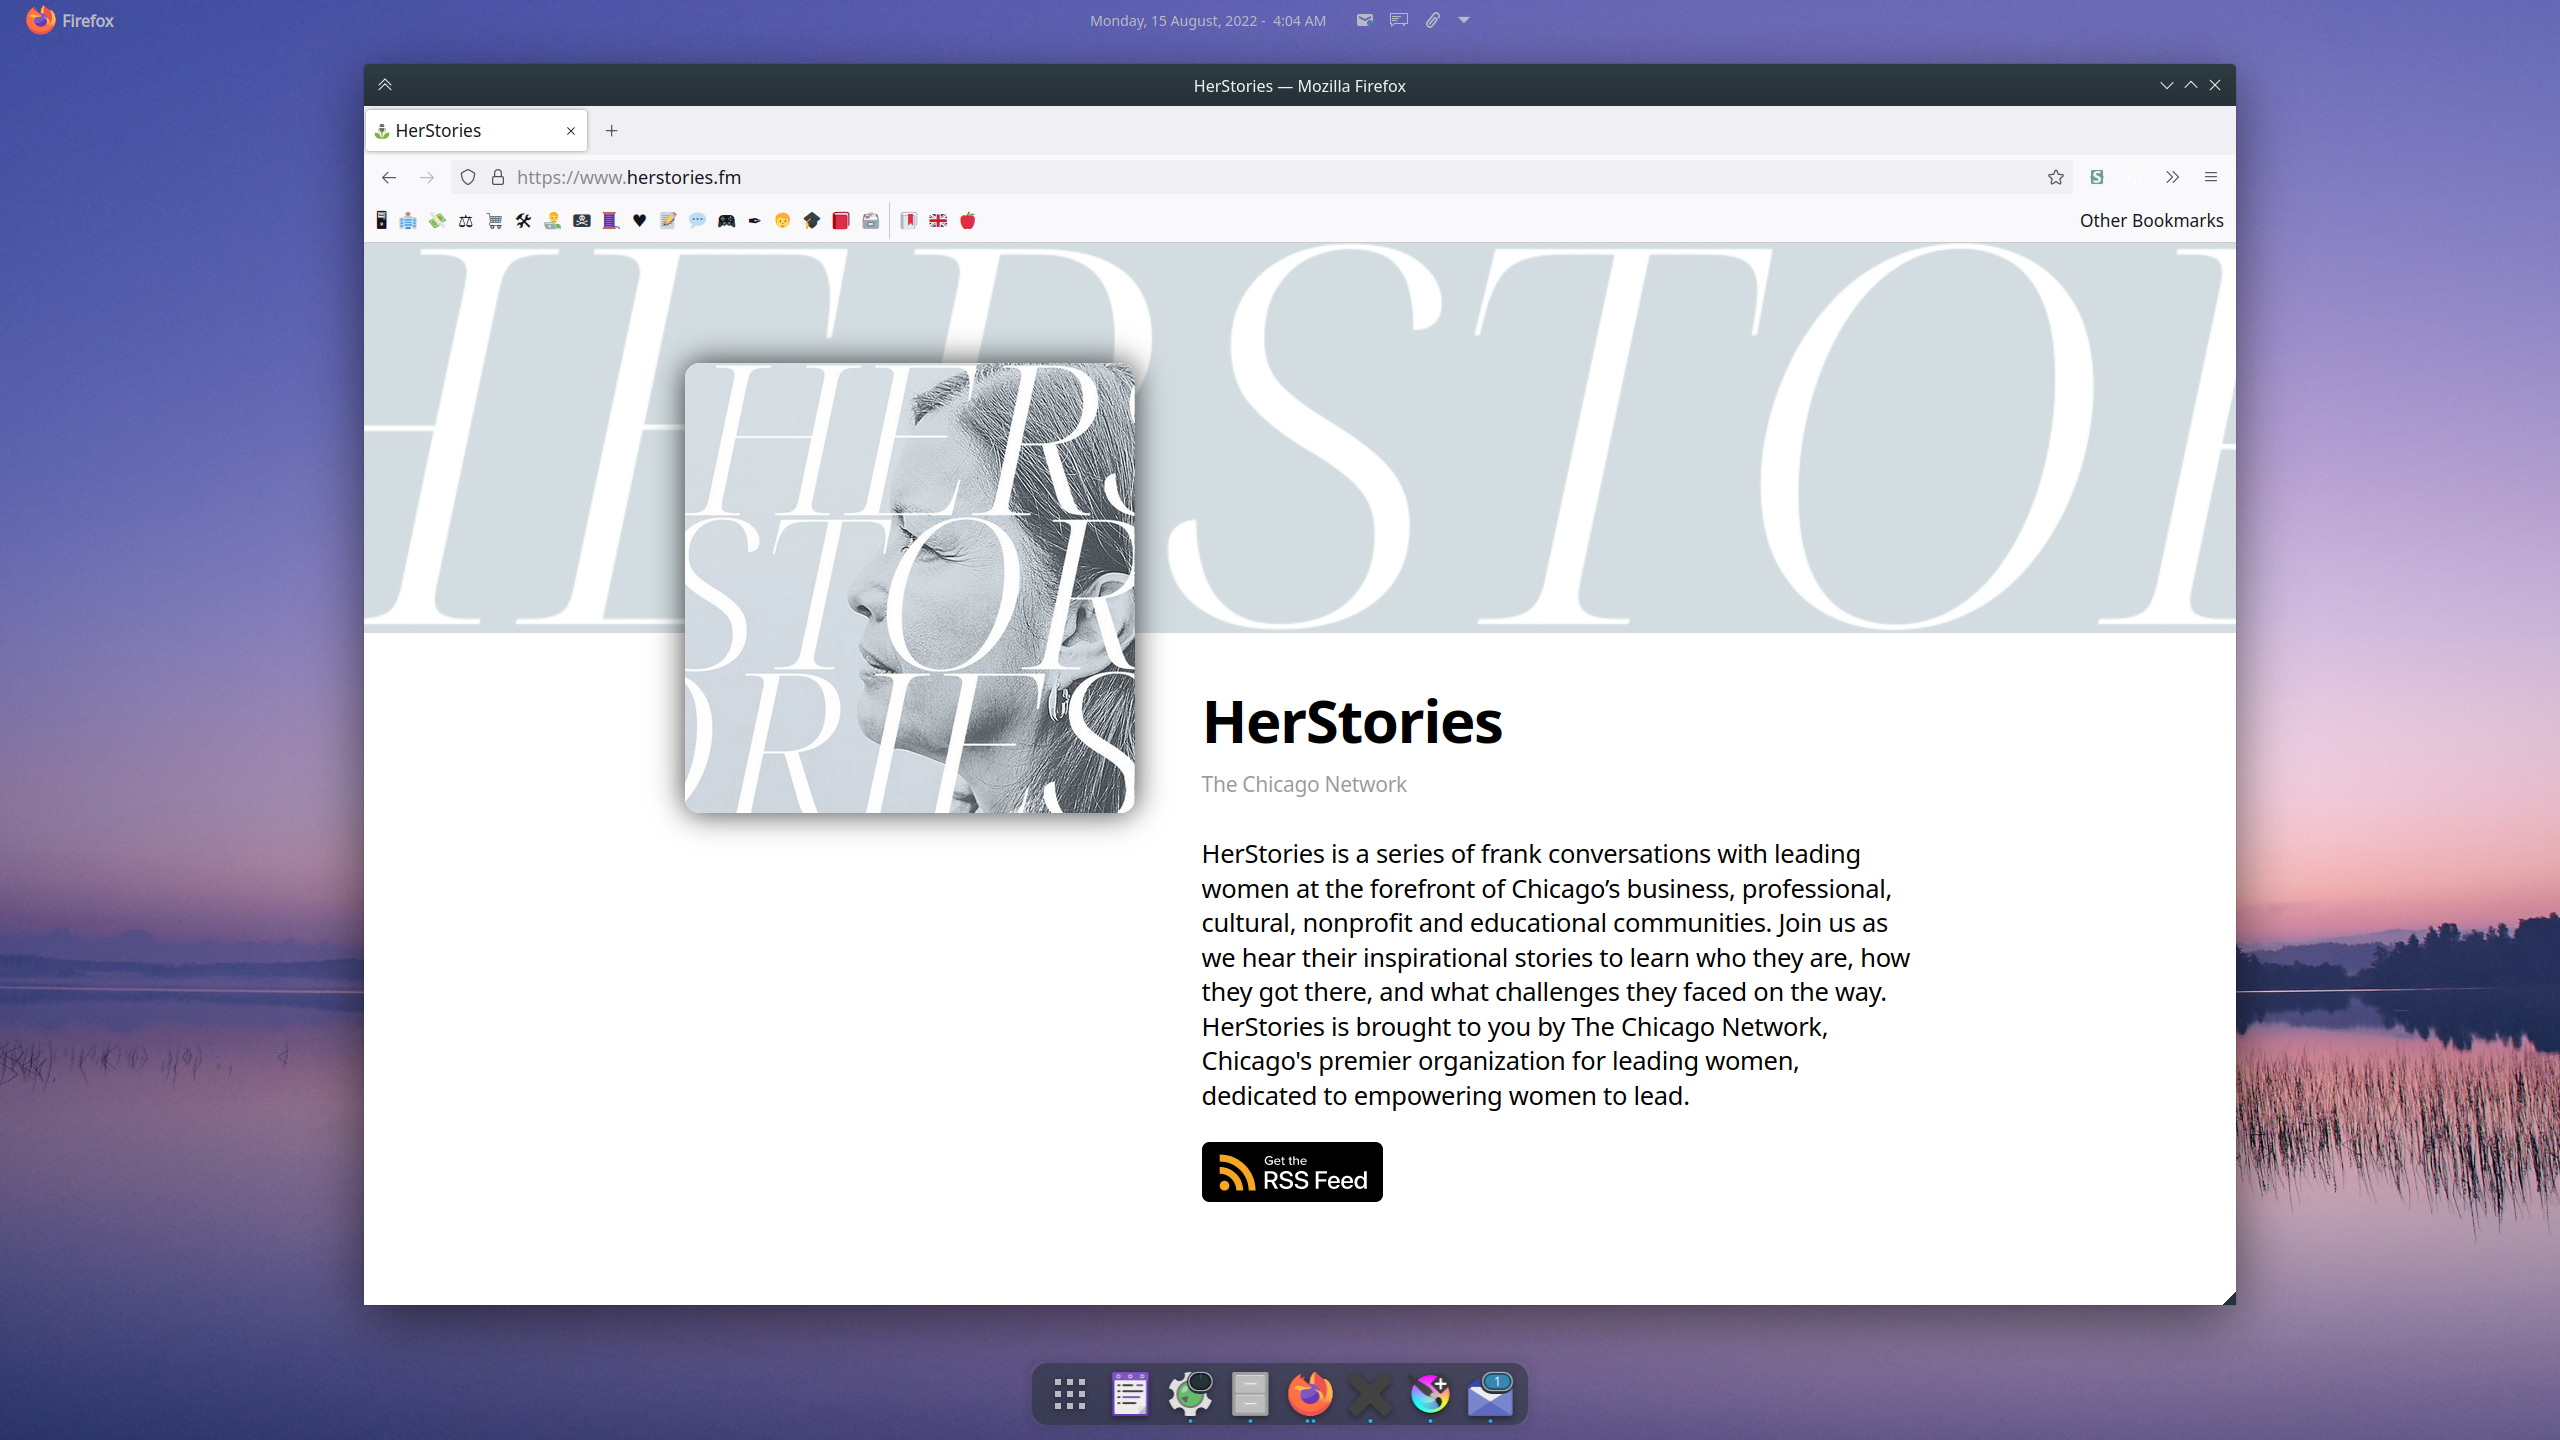 Firefox
Monday, 15 August, 2022 - 4:04 AM
HerStories — Mozilla Firefox
HerStories
https://www.herstories.fm
Other Bookmarks
HERSTOR
HERS
STOR
ORIES
HerStories
The Chicago Network
HerStories is a series of frank conversations with leading
women at the forefront of Chicago’s business, professional,
cultural, nonprofit and educational communities. Join us as
we hear their inspirational stories to learn who they are, how
they got there, and what challenges they faced on the way.
HerStories is brought to you by The Chicago Network,
Chicago's premier organization for leading women,
dedicated to empowering women to lead.
Get the
RSS Feed
1